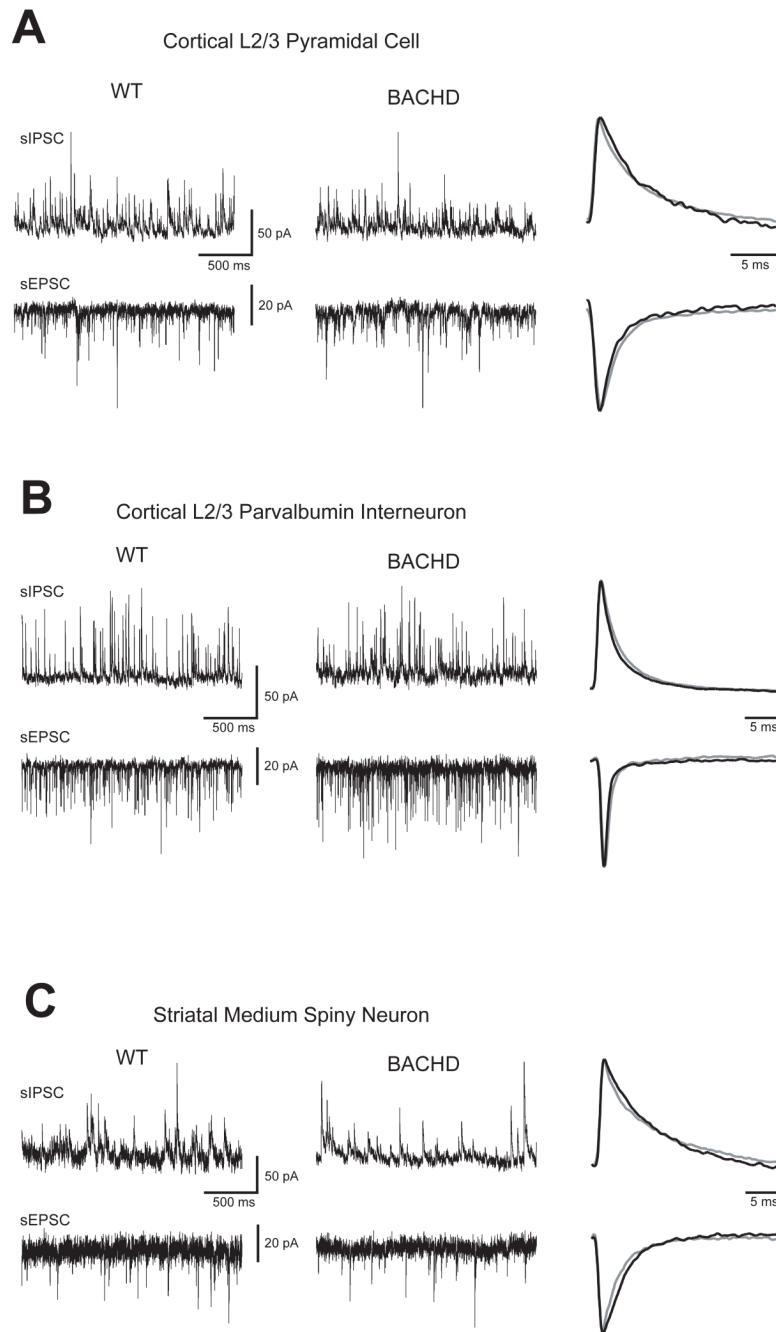 A
Cortical L2/3 Pyramidal Cell
WT
BACHD
sIPSC
50 pA
500 ms
5 ms
sEPSC
20 pA
B
Cortical L2/3 Parvalbumin Interneuron
WT
BACHD
sIPSC
50 pA
500 ms
5 ms
sEPSC
20 pA
C
Striatal Medium Spiny Neuron
WT
BACHD
sIPSC
50 pA
500 ms
5 ms
sEPSC
20 pA